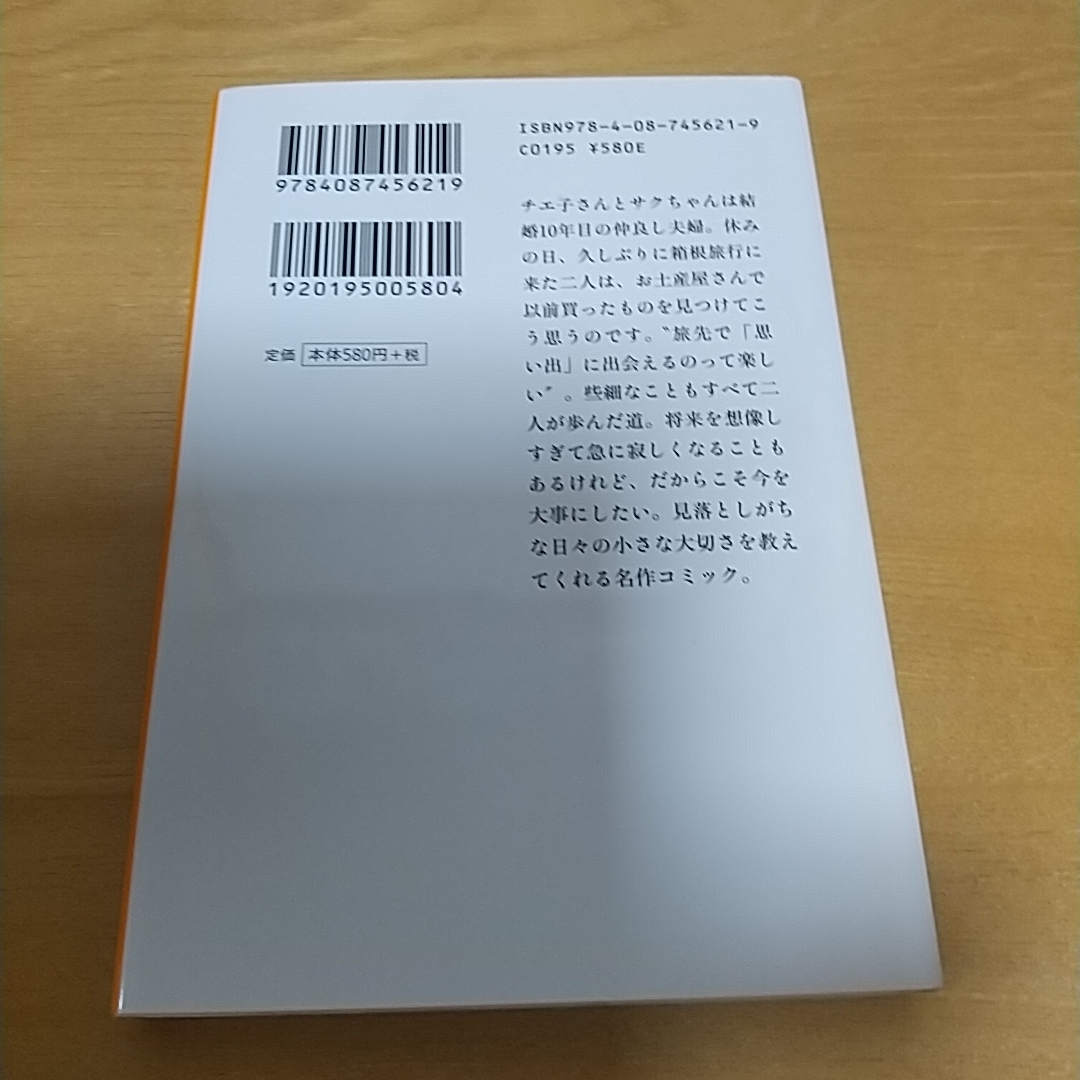 9784087456219
1920195005804
定価 本体580円+税
ISBN978-4-08-745621-9
C0195 ¥580E
チエ子さんとサクちゃんは結
婚10年目の仲良し夫婦。休み
の日、久しぶりに箱根旅行に
来た二人は、お土産屋さんで
以前買ったものを見つけてこ
う思うのです。〝旅先で「思
い出」に出会えるのって楽し
い〞。些細なこともすべて二
人が歩んだ道。将来を想像し
すぎて急に寂しくなることも
あるけれど、だからこそ今を
大事にしたい。見落としがち
な日々の小さな大切さを教え
てくれる名作コミック。